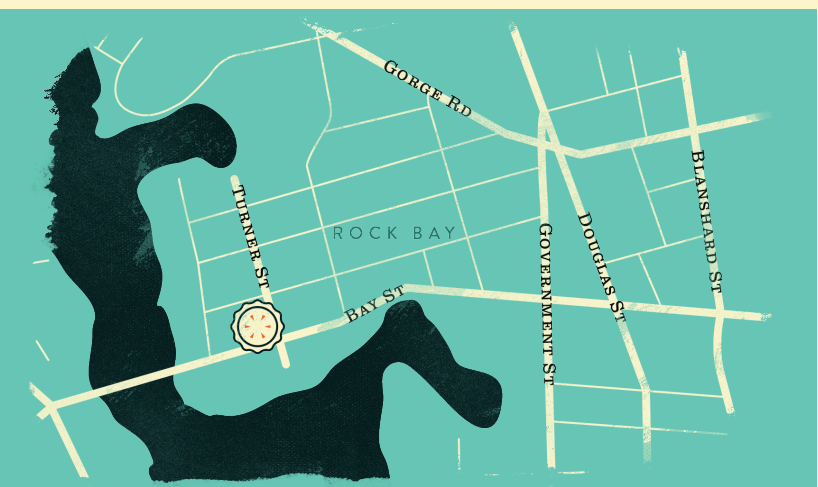 GORGE RD
BLANSHARD ST
TURNER ST
ROCK BAY
DOUGLAS ST
GOVERNMENT ST
BAY ST